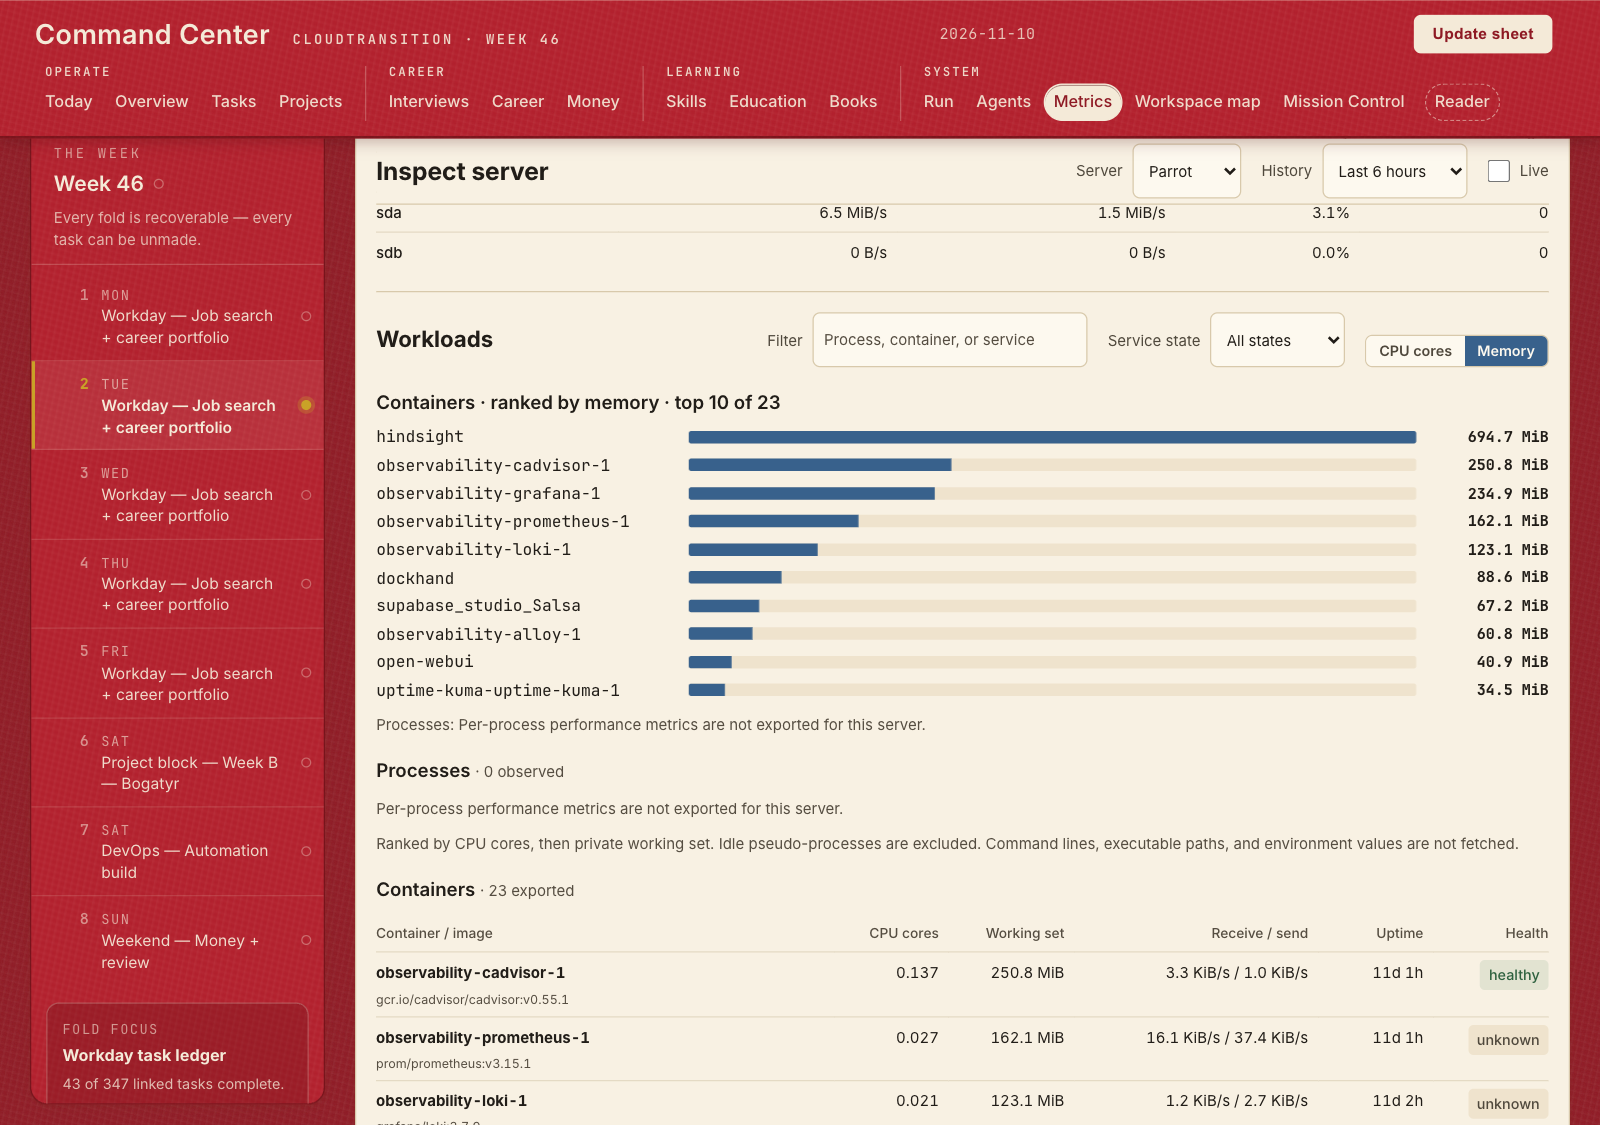 Command Center CLOUDTRANSITION · WEEK 46
2026-11-10
Update sheet
OPERATE
Today Overview Tasks Projects
CAREER
Interviews Career Money
LEARNING
Skills Education Books
SYSTEM
Run Agents Metrics Workspace map Mission Control Reader
THE WEEK
Week 46
Every fold is recoverable — every
task can be unmade.
1 MON
Workday — Job search
+ career portfolio
2 TUE
Workday — Job search
+ career portfolio
3 WED
Workday — Job search
+ career portfolio
4 THU
Workday — Job search
+ career portfolio
5 FRI
Workday — Job search
+ career portfolio
6 SAT
Project block — Week B
— Bogatyr
7 SAT
DevOps — Automation
build
8 SUN
Weekend — Money +
review
FOLD FOCUS
Workday task ledger
43 of 347 linked tasks complete.
Inspect server Server Parrot History Last 6 hours Live
sda 6.5 MiB/s 1.5 MiB/s 3.1% 0
sdb 0 B/s 0 B/s 0.0% 0
Workloads Filter Process, container, or service Service state All states CPU cores Memory
Containers · ranked by memory · top 10 of 23
hindsight 694.7 MiB
observability-cadvisor-1 250.8 MiB
observability-grafana-1 234.9 MiB
observability-prometheus-1 162.1 MiB
observability-loki-1 123.1 MiB
dockhand 88.6 MiB
supabase_studio_Salsa 67.2 MiB
observability-alloy-1 60.8 MiB
open-webui 40.9 MiB
uptime-kuma-uptime-kuma-1 34.5 MiB
Processes: Per-process performance metrics are not exported for this server.
Processes · 0 observed
Per-process performance metrics are not exported for this server.
Ranked by CPU cores, then private working set. Idle pseudo-processes are excluded. Command lines, executable paths, and environment values are not fetched.
Containers · 23 exported
Container / image CPU cores Working set Receive / send Uptime Health
observability-cadvisor-1 0.137 250.8 MiB 3.3 KiB/s / 1.0 KiB/s 11d 1h healthy
gcr.io/cadvisor/cadvisor:v0.55.1
observability-prometheus-1 0.027 162.1 MiB 16.1 KiB/s / 37.4 KiB/s 11d 1h unknown
prom/prometheus:v3.15.1
observability-loki-1 0.021 123.1 MiB 1.2 KiB/s / 2.7 KiB/s 11d 2h unknown